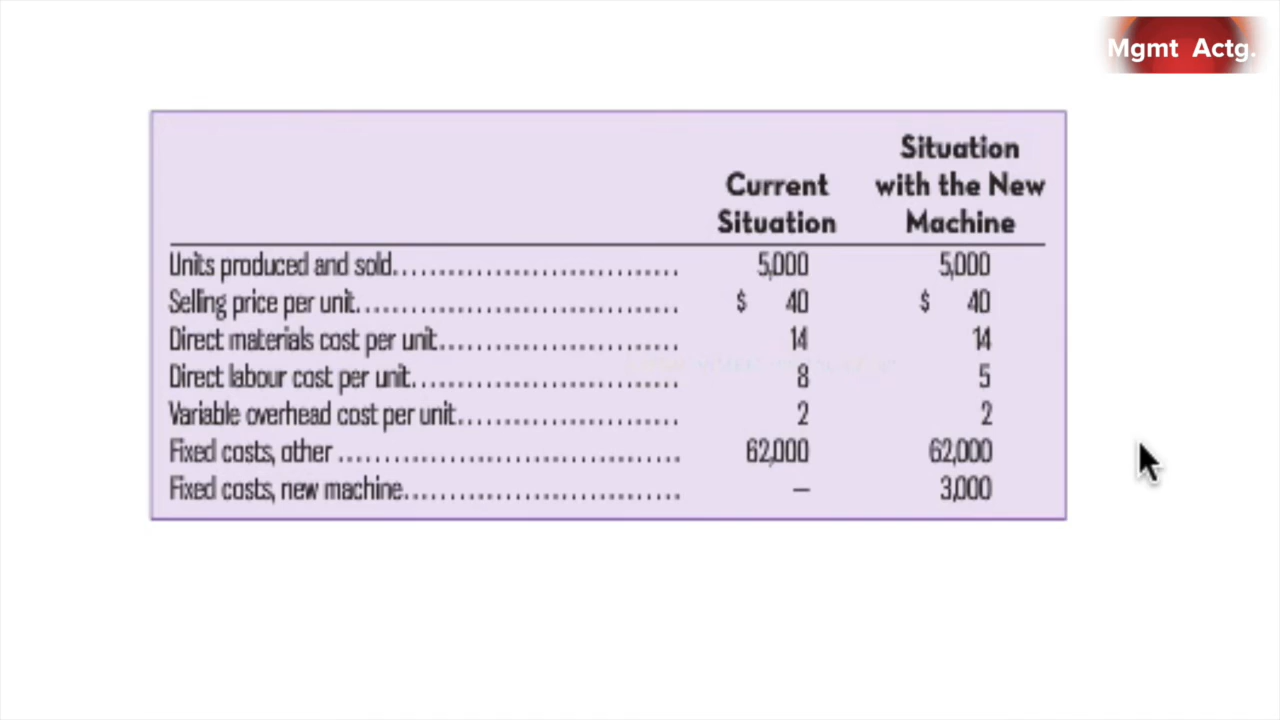 Mgmt Actg.
Situation
Current with the New
Situation Machine
Units produced and sold.............................. 5,000 5,000
Selling price per unit.................................. $ 40 $ 40
Direct materials cost per unit......................... 14 14
Direct labour cost per unit............................ 8 5
Variable overhead cost per unit....................... 2 2
Fixed costs, other .................................... 62,000 62,000
Fixed costs, new machine............................. – 3,000